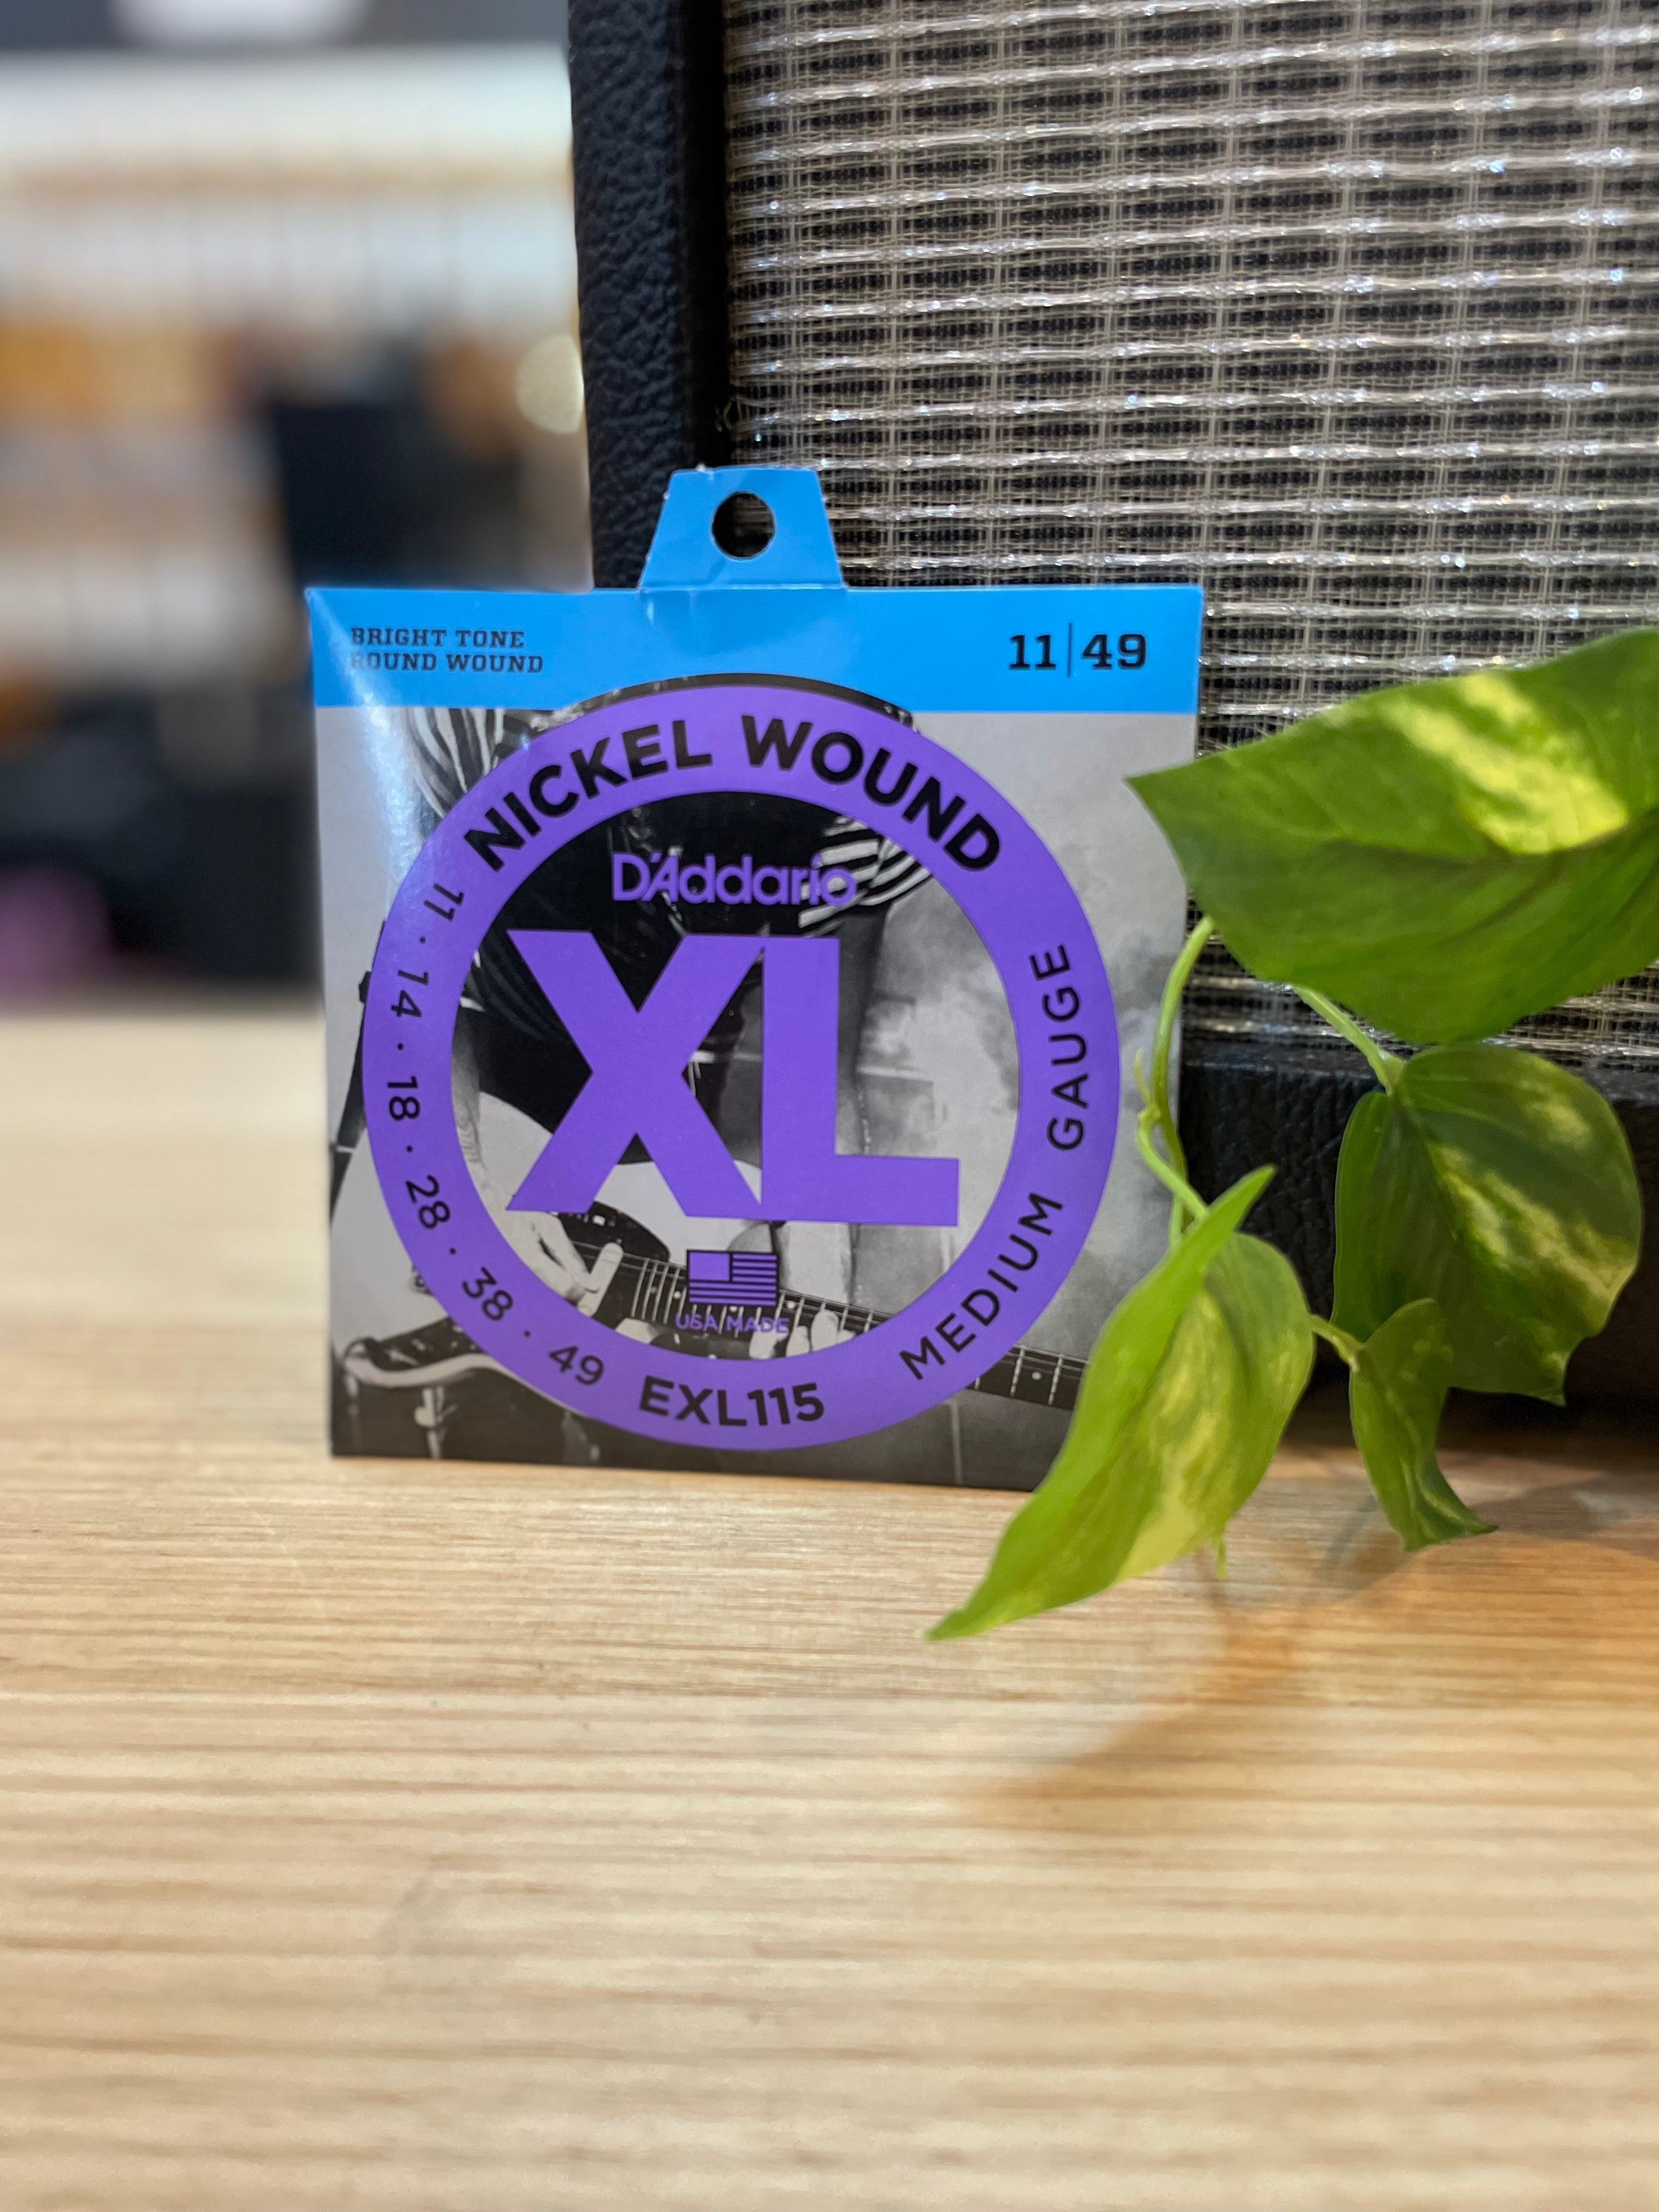 BRIGHT TONE
ROUND WOUND
11|49
NICKEL WOUND
D'Addario
XL
USA MADE
11 · 14 · 18 · 28 · 38 · 49
EXL115
MEDIUM GAUGE